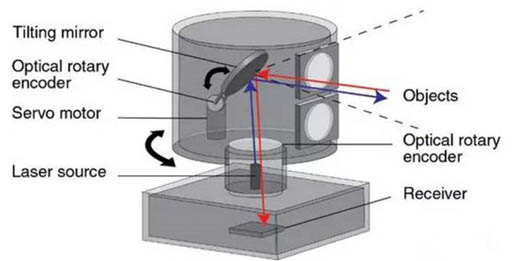 Tilting mirror
Optical rotary
encoder
Servo motor
Laser source
Objects
Optical rotary
encoder
Receiver